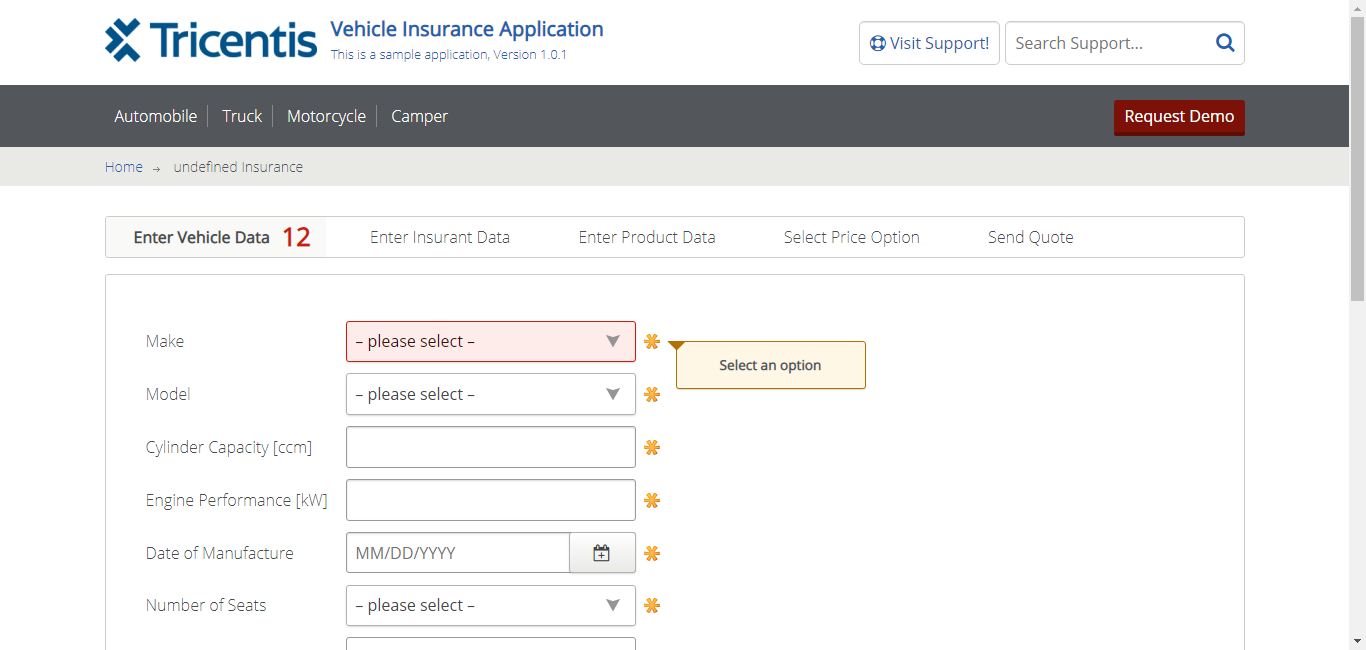 Tricentis
Vehicle Insurance Application
This is a sample application, Version 1.0.1
Visit Support!
Search Support...
Automobile
Truck
Motorcycle
Camper
Request Demo
Home → undefined Insurance
Enter Vehicle Data 12
Enter Insurant Data
Enter Product Data
Select Price Option
Send Quote
Make
– please select –
Select an option
Model
– please select –
Cylinder Capacity [ccm]
Engine Performance [kW]
Date of Manufacture
MM/DD/YYYY
Number of Seats
– please select –